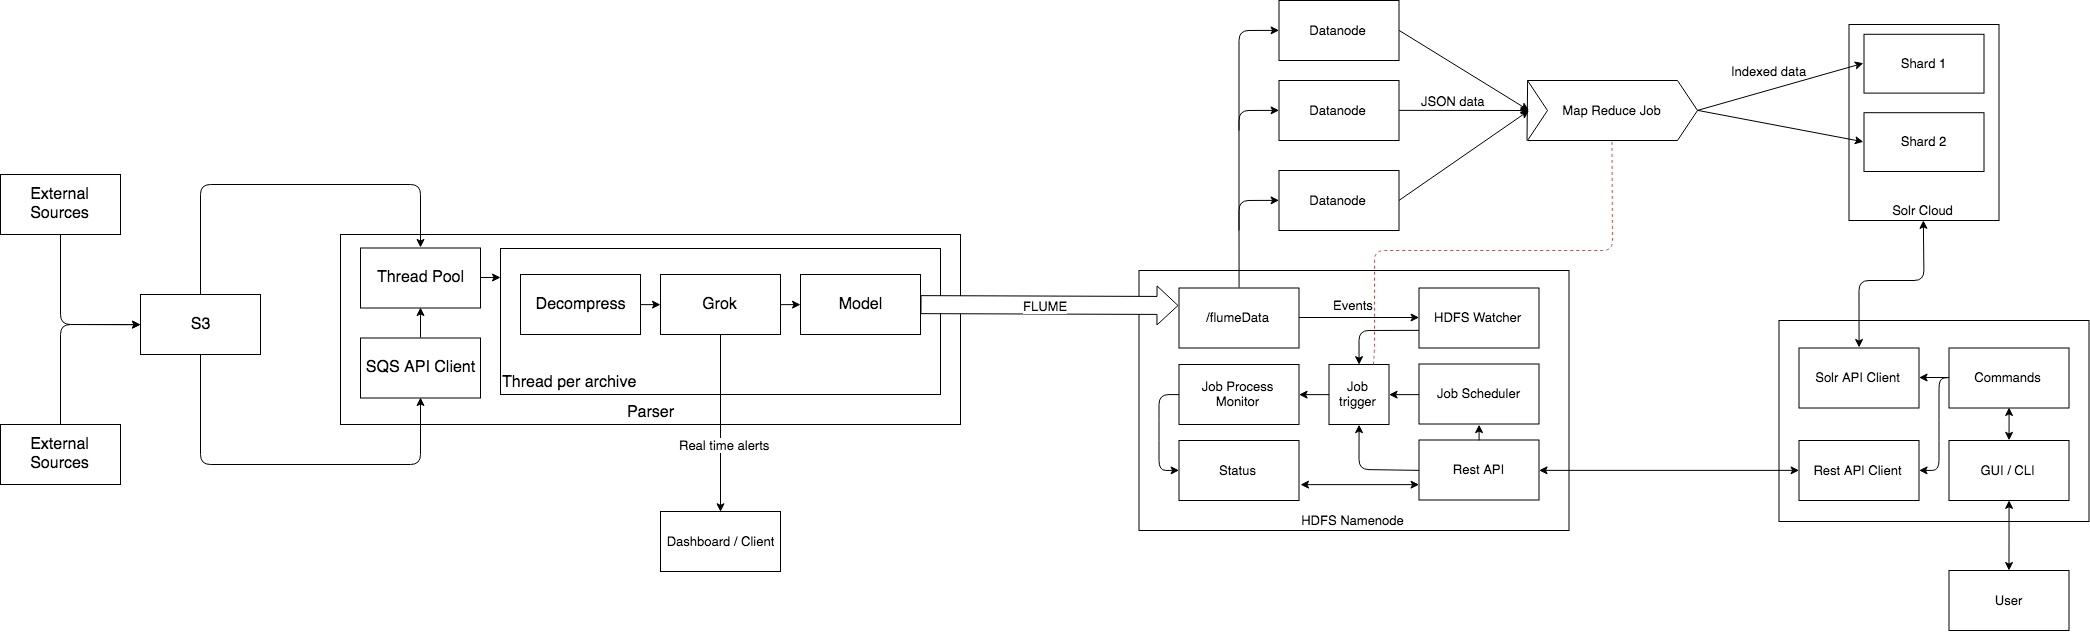 External
Sources
External
Sources
S3
Thread Pool
SQS API Client
Decompress
Grok
Model
Thread per archive
Parser
Real time alerts
Dashboard / Client
FLUME
Datanode
Datanode
Datanode
JSON data
Map Reduce Job
Indexed data
Shard 1
Shard 2
Solr Cloud
/flumeData
Events
HDFS Watcher
Job Process
Monitor
Job
trigger
Job Scheduler
Status
Rest API
HDFS Namenode
Solr API Client
Commands
Rest API Client
GUI / CLI
User